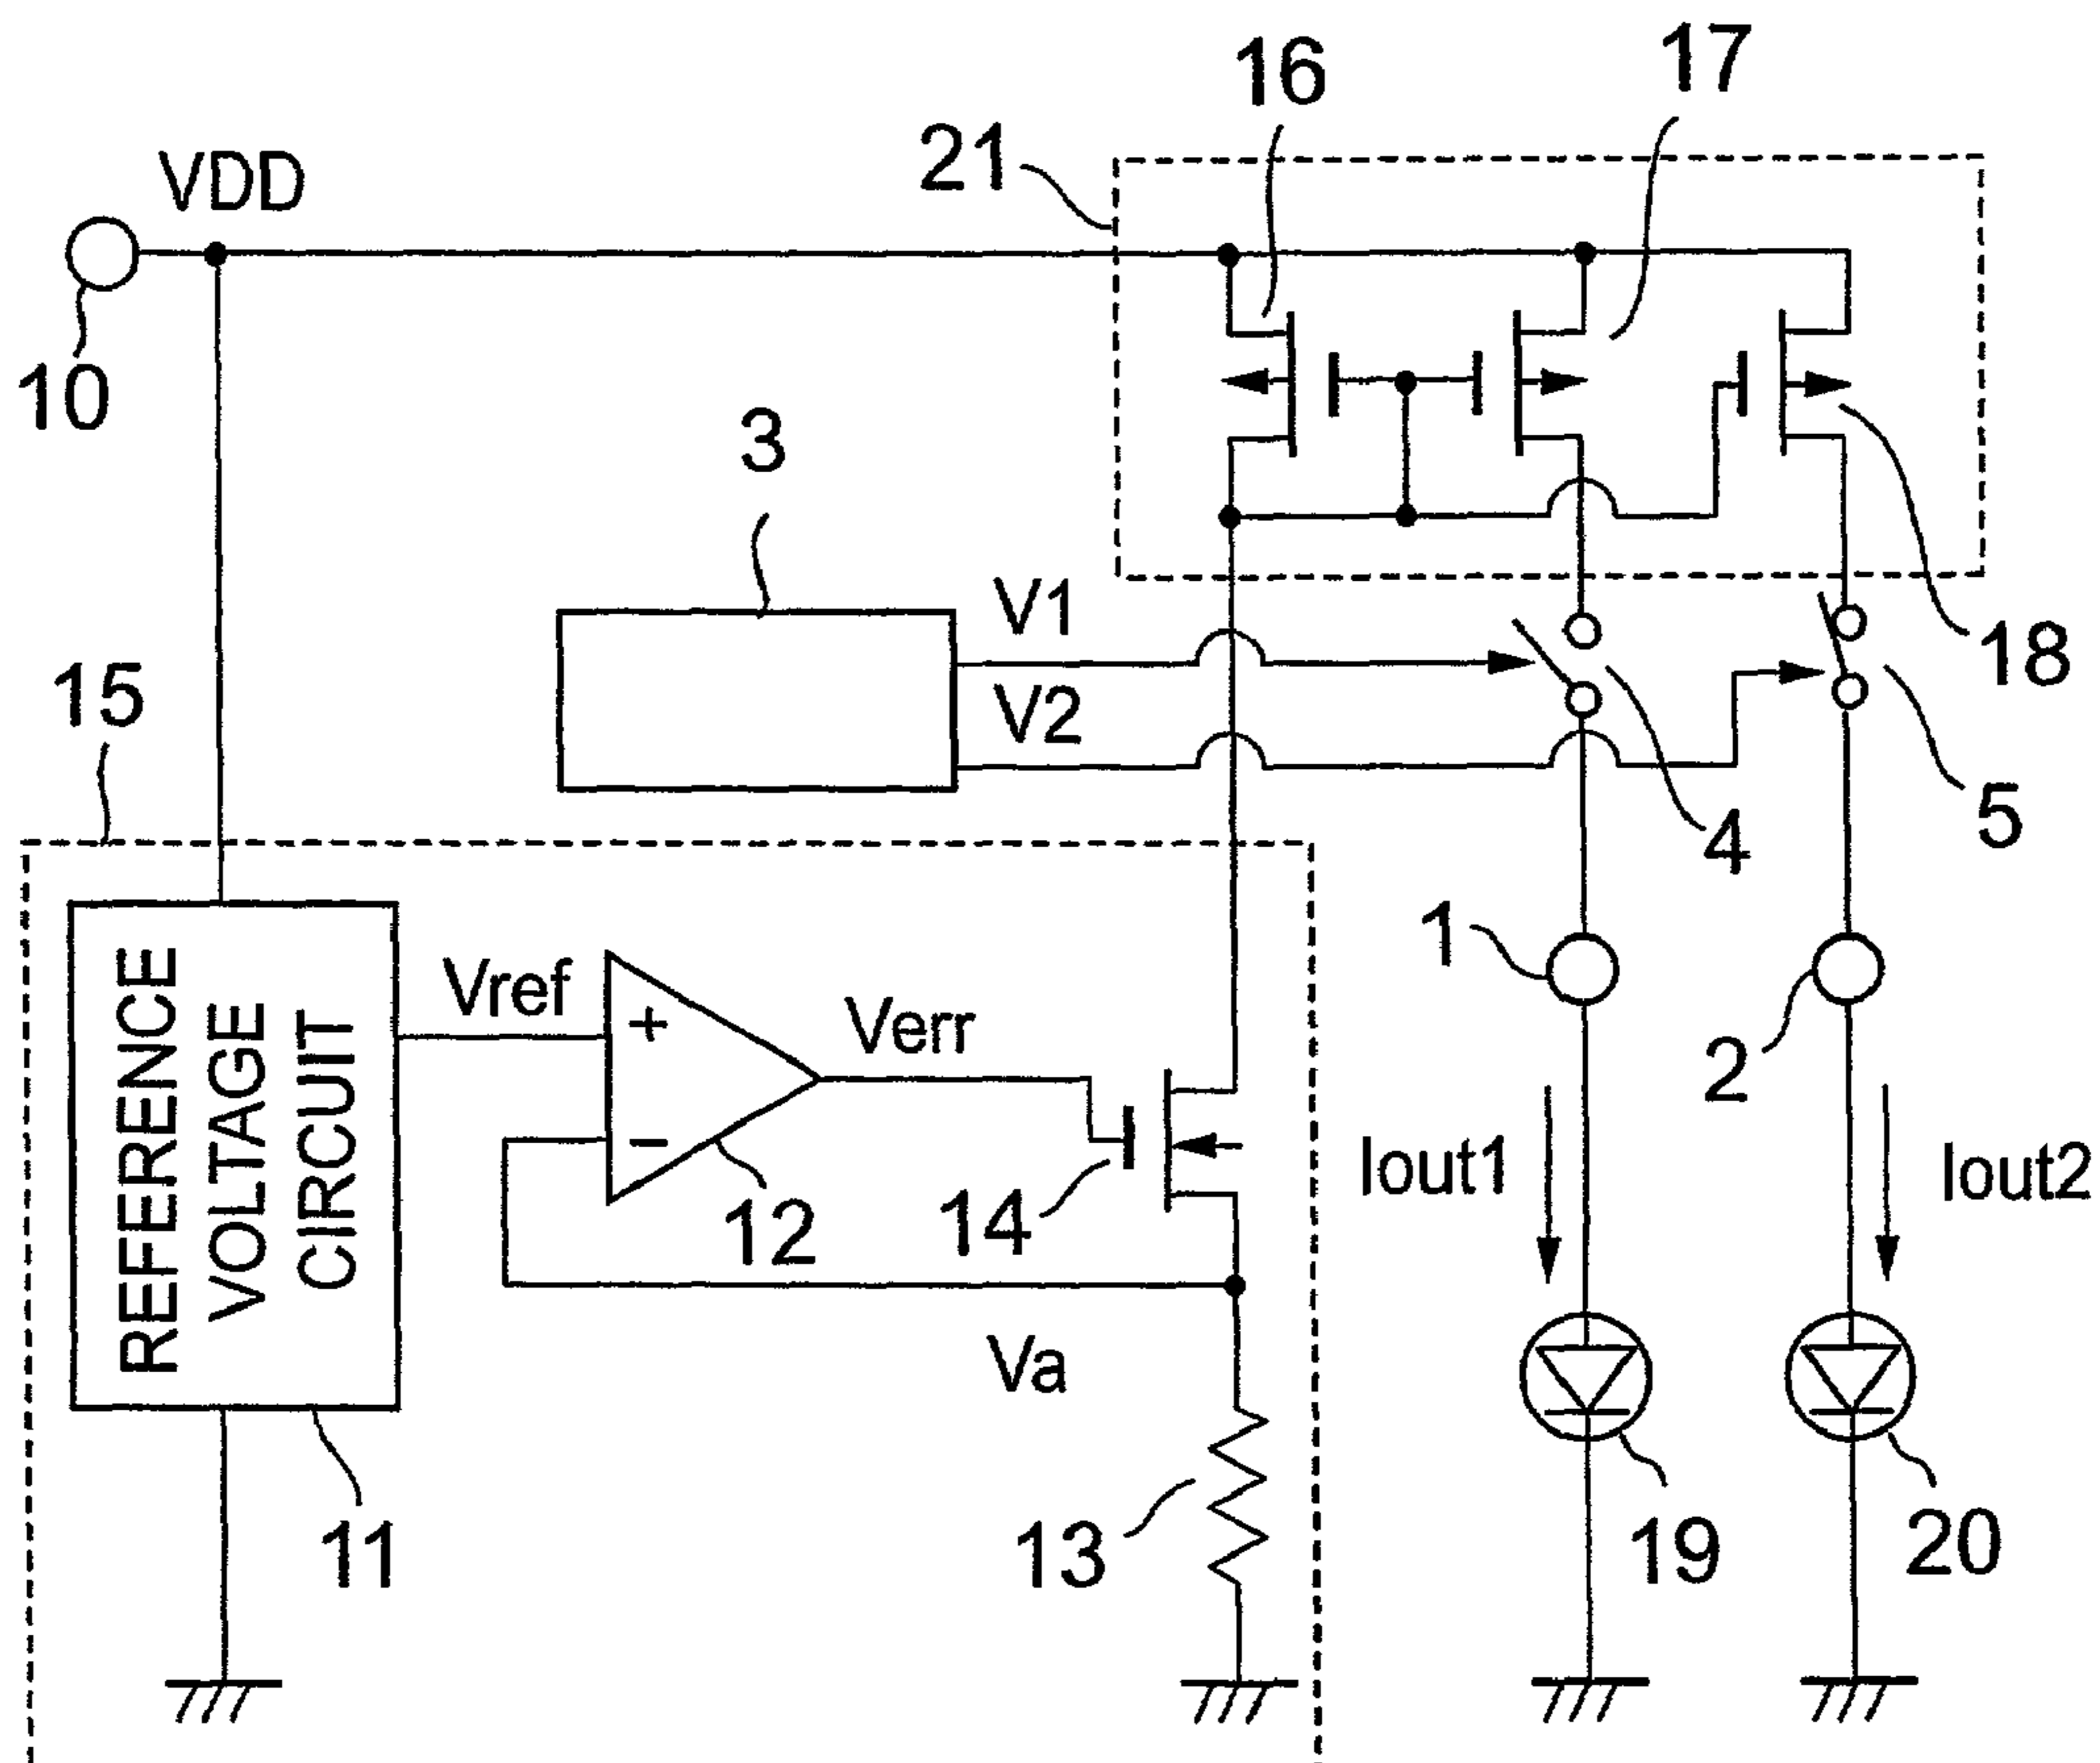 16
17
21
VDD
10
3
V1
18
15
V2
4
5
1
REFERENCE
VOLTAGE
CIRCUIT
Vref
+
Verr
2
−
12
14
Iout1
Iout2
Va
13
11
19
20